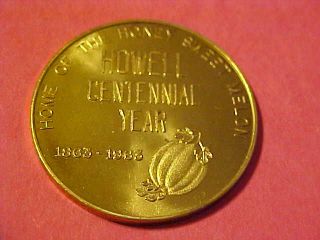 HOME OF THE HONEY SWEET MELON
HOWELL
CENTENNIAL
YEAR
1863-1963